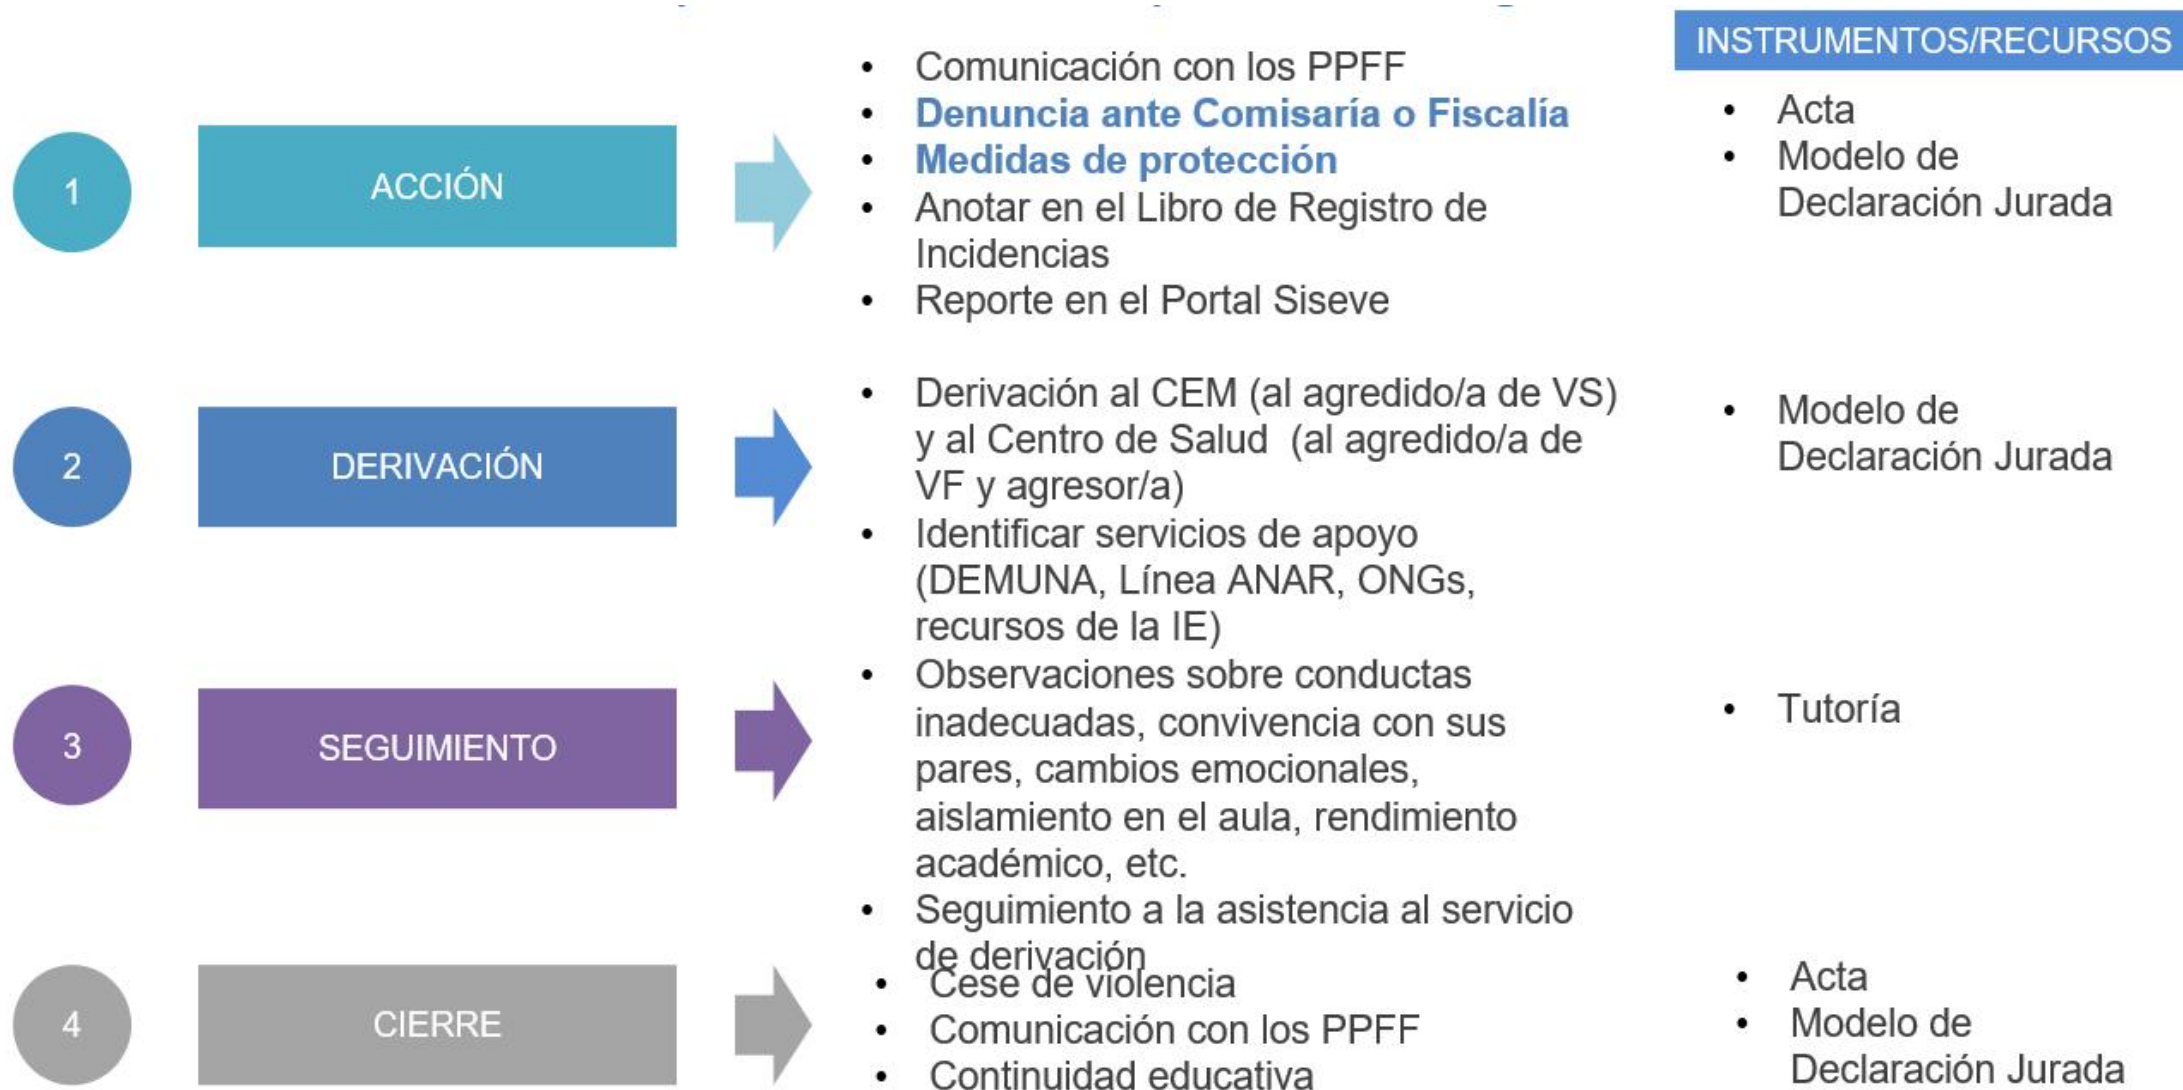 INSTRUMENTOS/RECURSOS
1
ACCIÓN
• Comunicación con los PPFF
• Denuncia ante Comisaría o Fiscalía
• Medidas de protección
• Anotar en el Libro de Registro de
Incidencias
• Reporte en el Portal Siseve
• Acta
• Modelo de
Declaración Jurada
2
DERIVACIÓN
• Derivación al CEM (al agredido/a de VS)
y al Centro de Salud (al agredido/a de
VF y agresor/a)
• Identificar servicios de apoyo
(DEMUNA, Línea ANAR, ONGs,
recursos de la IE)
• Modelo de
Declaración Jurada
3
SEGUIMIENTO
• Observaciones sobre conductas
inadecuadas, convivencia con sus
pares, cambios emocionales,
aislamiento en el aula, rendimiento
académico, etc.
• Seguimiento a la asistencia al servicio
de derivación
• Tutoría
4
CIERRE
• Cese de violencia
• Comunicación con los PPFF
• Continuidad educativa
• Acta
• Modelo de
Declaración Jurada